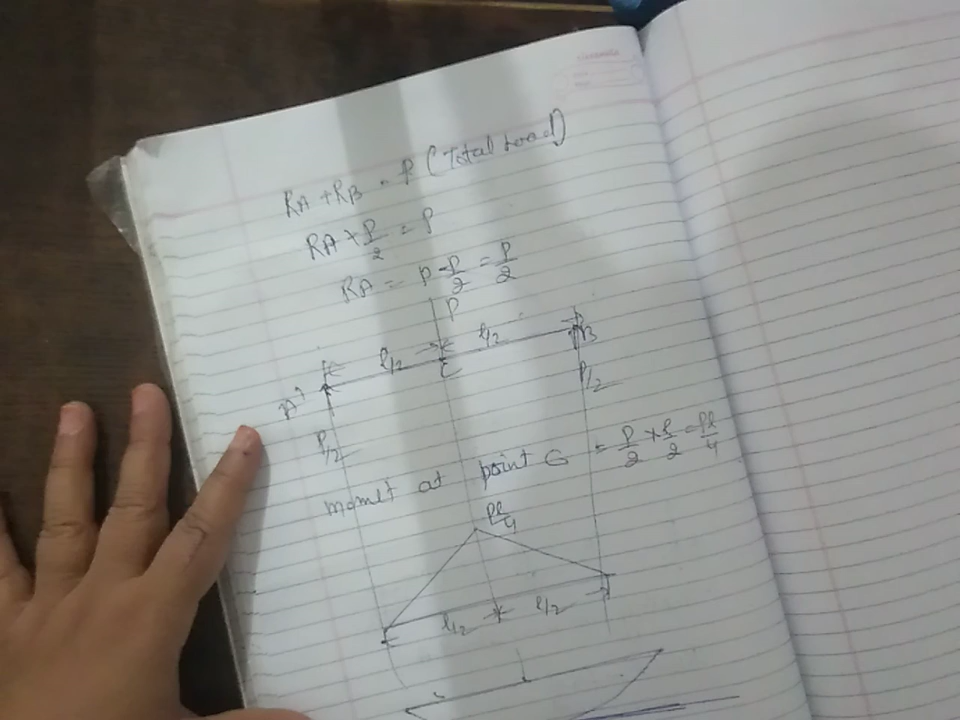 RA + RB = P (Total Load)
RA + P/2 = P
RA = P - P/2 = P/2
P
l/2 l/2
A C B
P/2 P/2
momet at point C = P/2 × l/2 = Pl/4
Pl/4
l/2 l/2